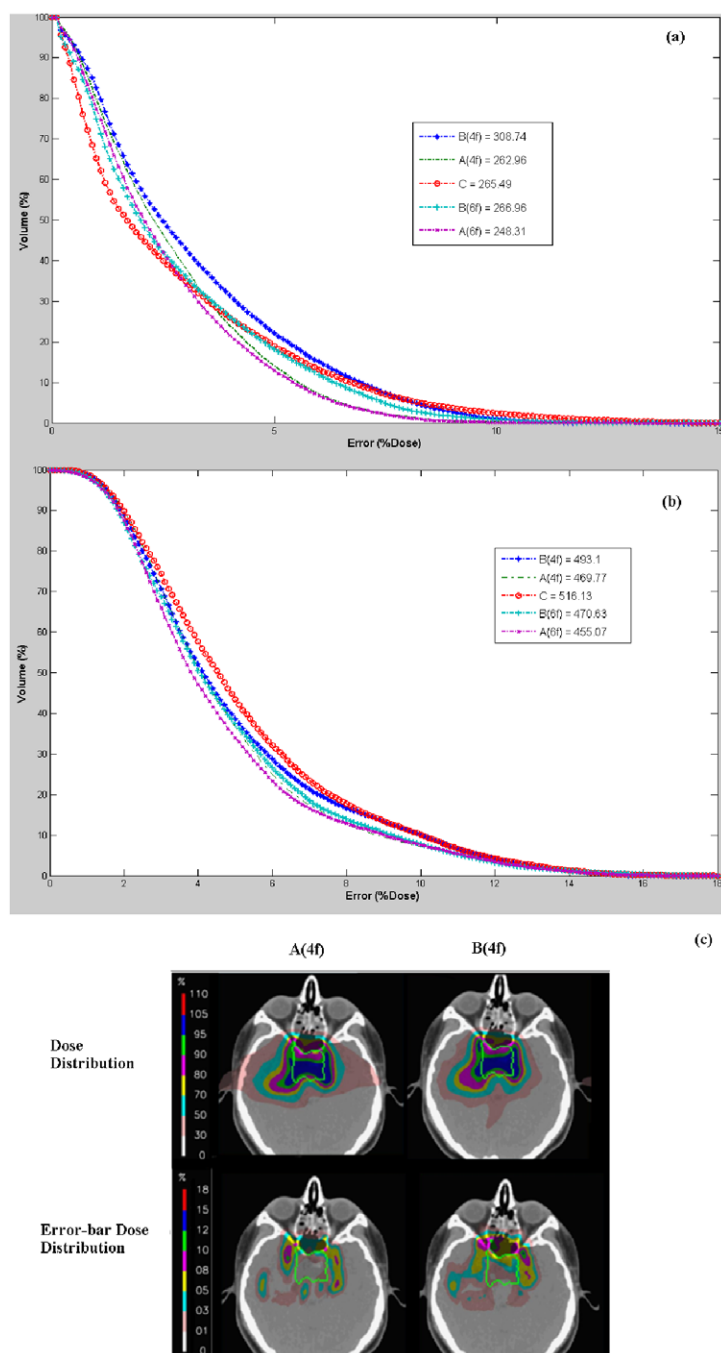 (a)
100
90
80
70
60
50
40
30
20
10
0
Volume (%)
B(4f) = 308.74
A(4f) = 262.96
C = 265.49
B(6f) = 266.96
A(6f) = 248.31
0 5 10 15
Error (%Dose)
(b)
100
90
80
70
60
50
40
30
20
10
0
Volume (%)
B(4f) = 493.1
A(4f) = 469.77
C = 516.13
B(6f) = 470.63
A(6f) = 455.07
0 2 4 6 8 10 12 14 16 18
Error (%Dose)
(c)
A(4f) B(4f)
Dose
Distribution
%
110
105
95
90
80
70
50
30
0
Error-bar Dose
Distribution
%
18
15
12
10
08
05
03
01
0